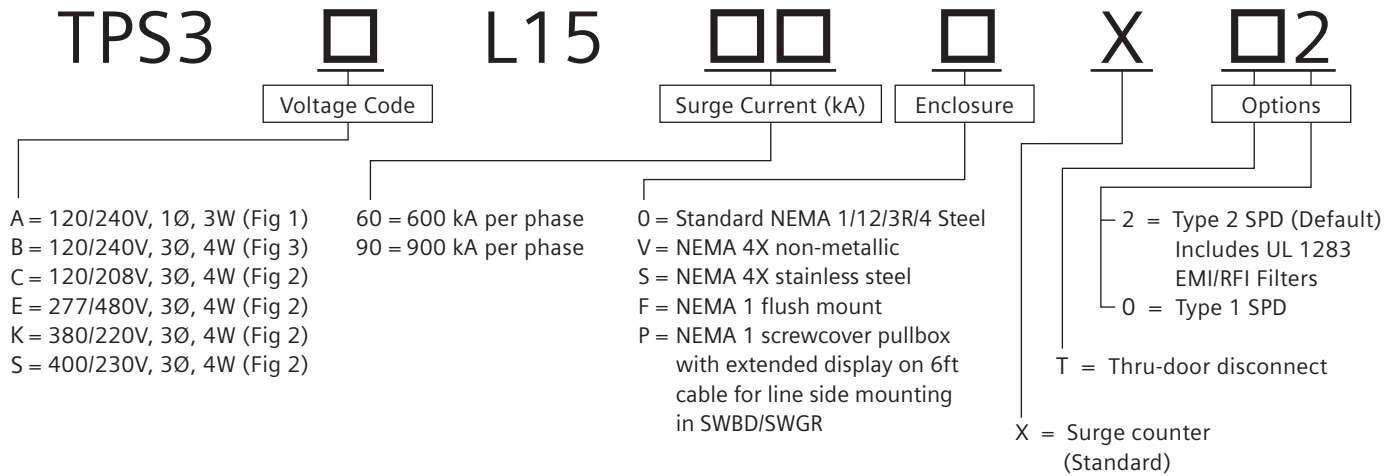 TPS3 □ L15 □□ □ X □2
Voltage Code
Surge Current (kA)
Enclosure
Options
A = 120/240V, 1Ø, 3W (Fig 1)
B = 120/240V, 3Ø, 4W (Fig 3)
C = 120/208V, 3Ø, 4W (Fig 2)
E = 277/480V, 3Ø, 4W (Fig 2)
K = 380/220V, 3Ø, 4W (Fig 2)
S = 400/230V, 3Ø, 4W (Fig 2)
60 = 600 kA per phase
90 = 900 kA per phase
0 = Standard NEMA 1/12/3R/4 Steel
V = NEMA 4X non-metallic
S = NEMA 4X stainless steel
F = NEMA 1 flush mount
P = NEMA 1 screwcover pullbox
with extended display on 6ft
cable for line side mounting
in SWBD/SWGR
2 = Type 2 SPD (Default)
Includes UL 1283
EMI/RFI Filters
0 = Type 1 SPD
T = Thru-door disconnect
X = Surge counter
(Standard)